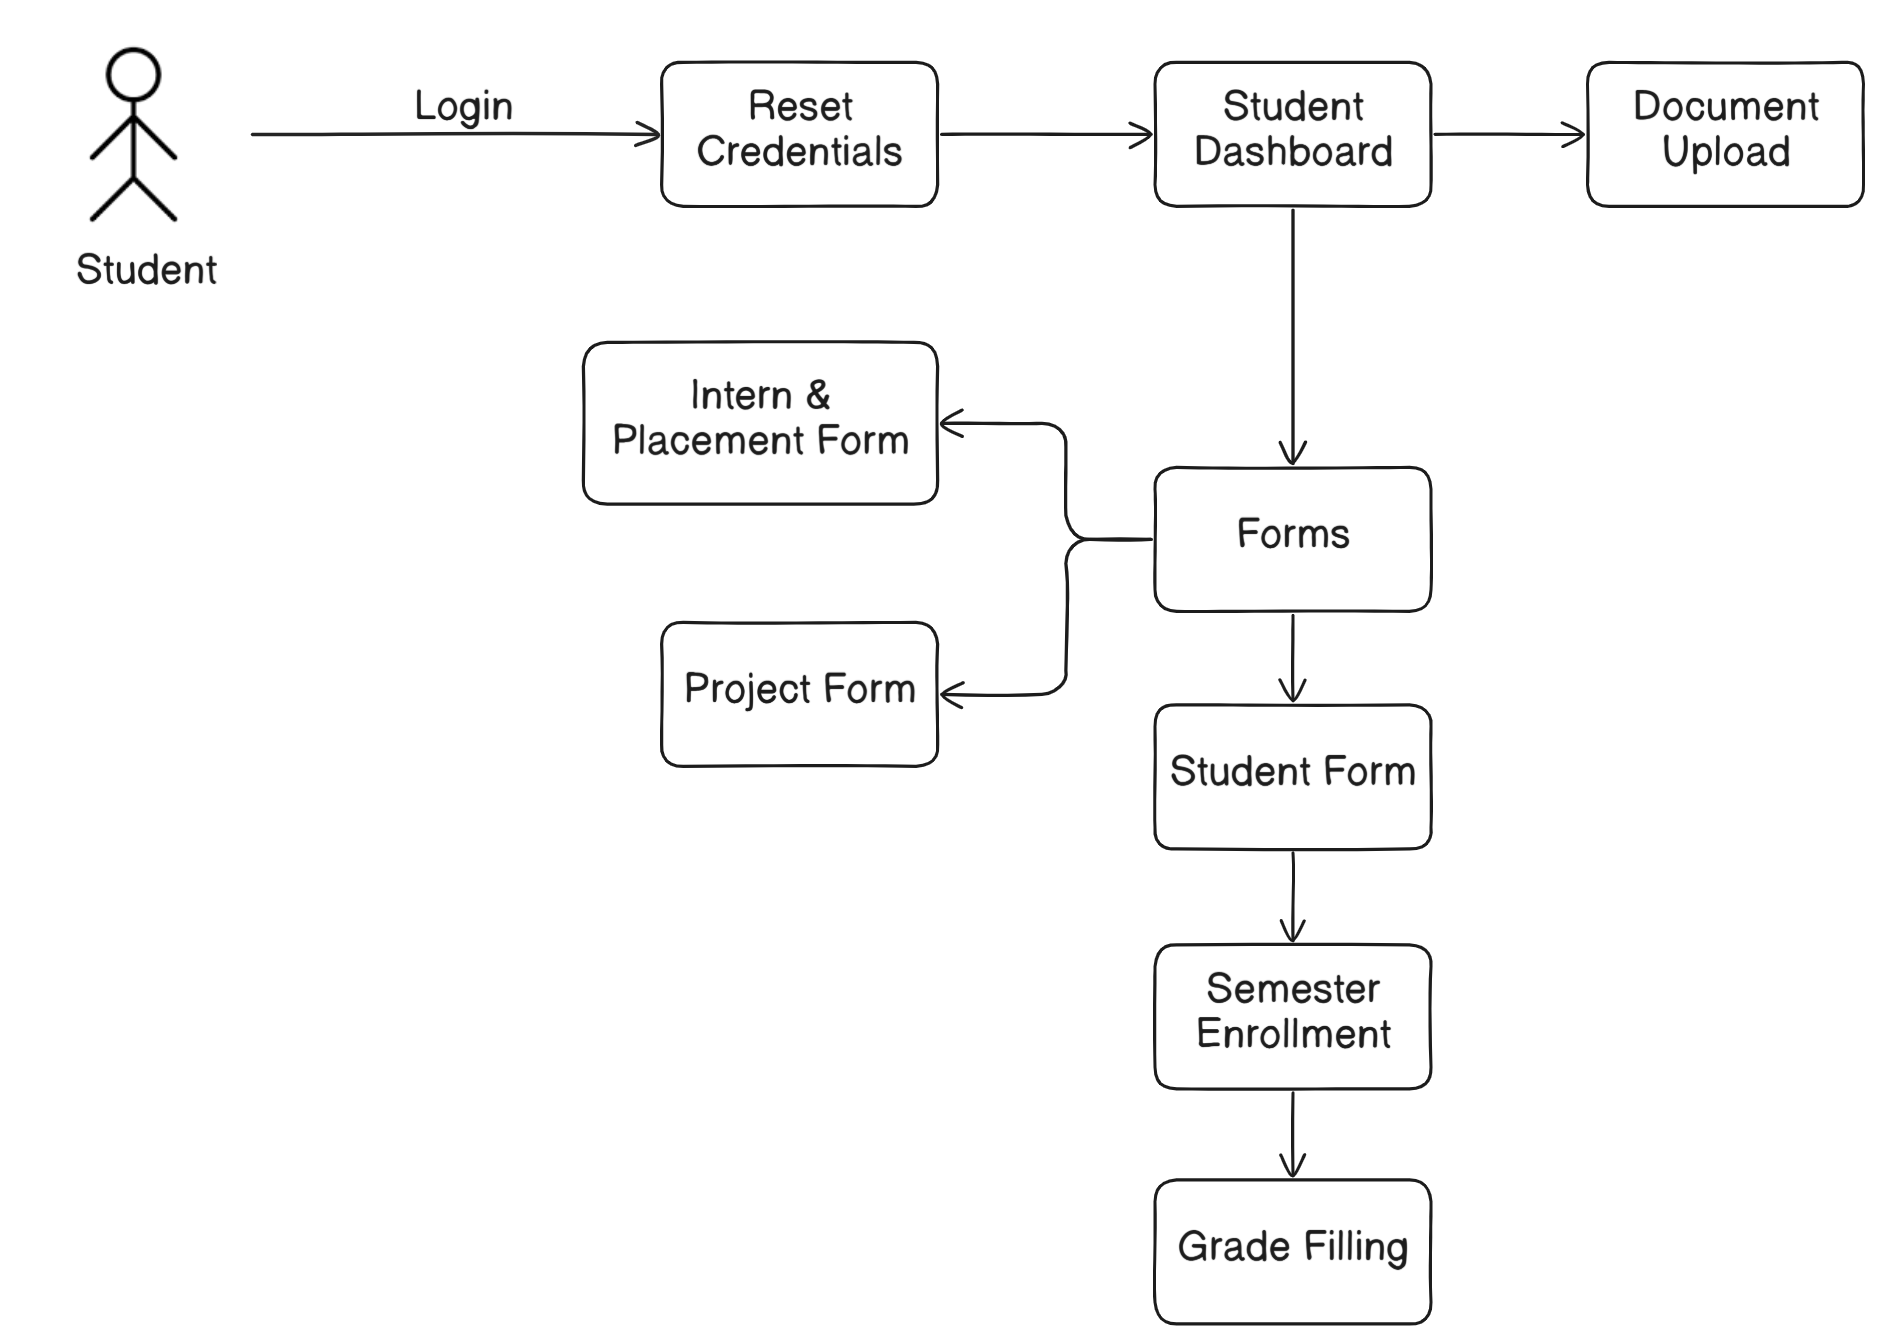 Login
Reset
Credentials
Student
Dashboard
Document
Upload
Student
Intern &
Placement Form
Forms
Project Form
Student Form
Semester
Enrollment
Grade Filling